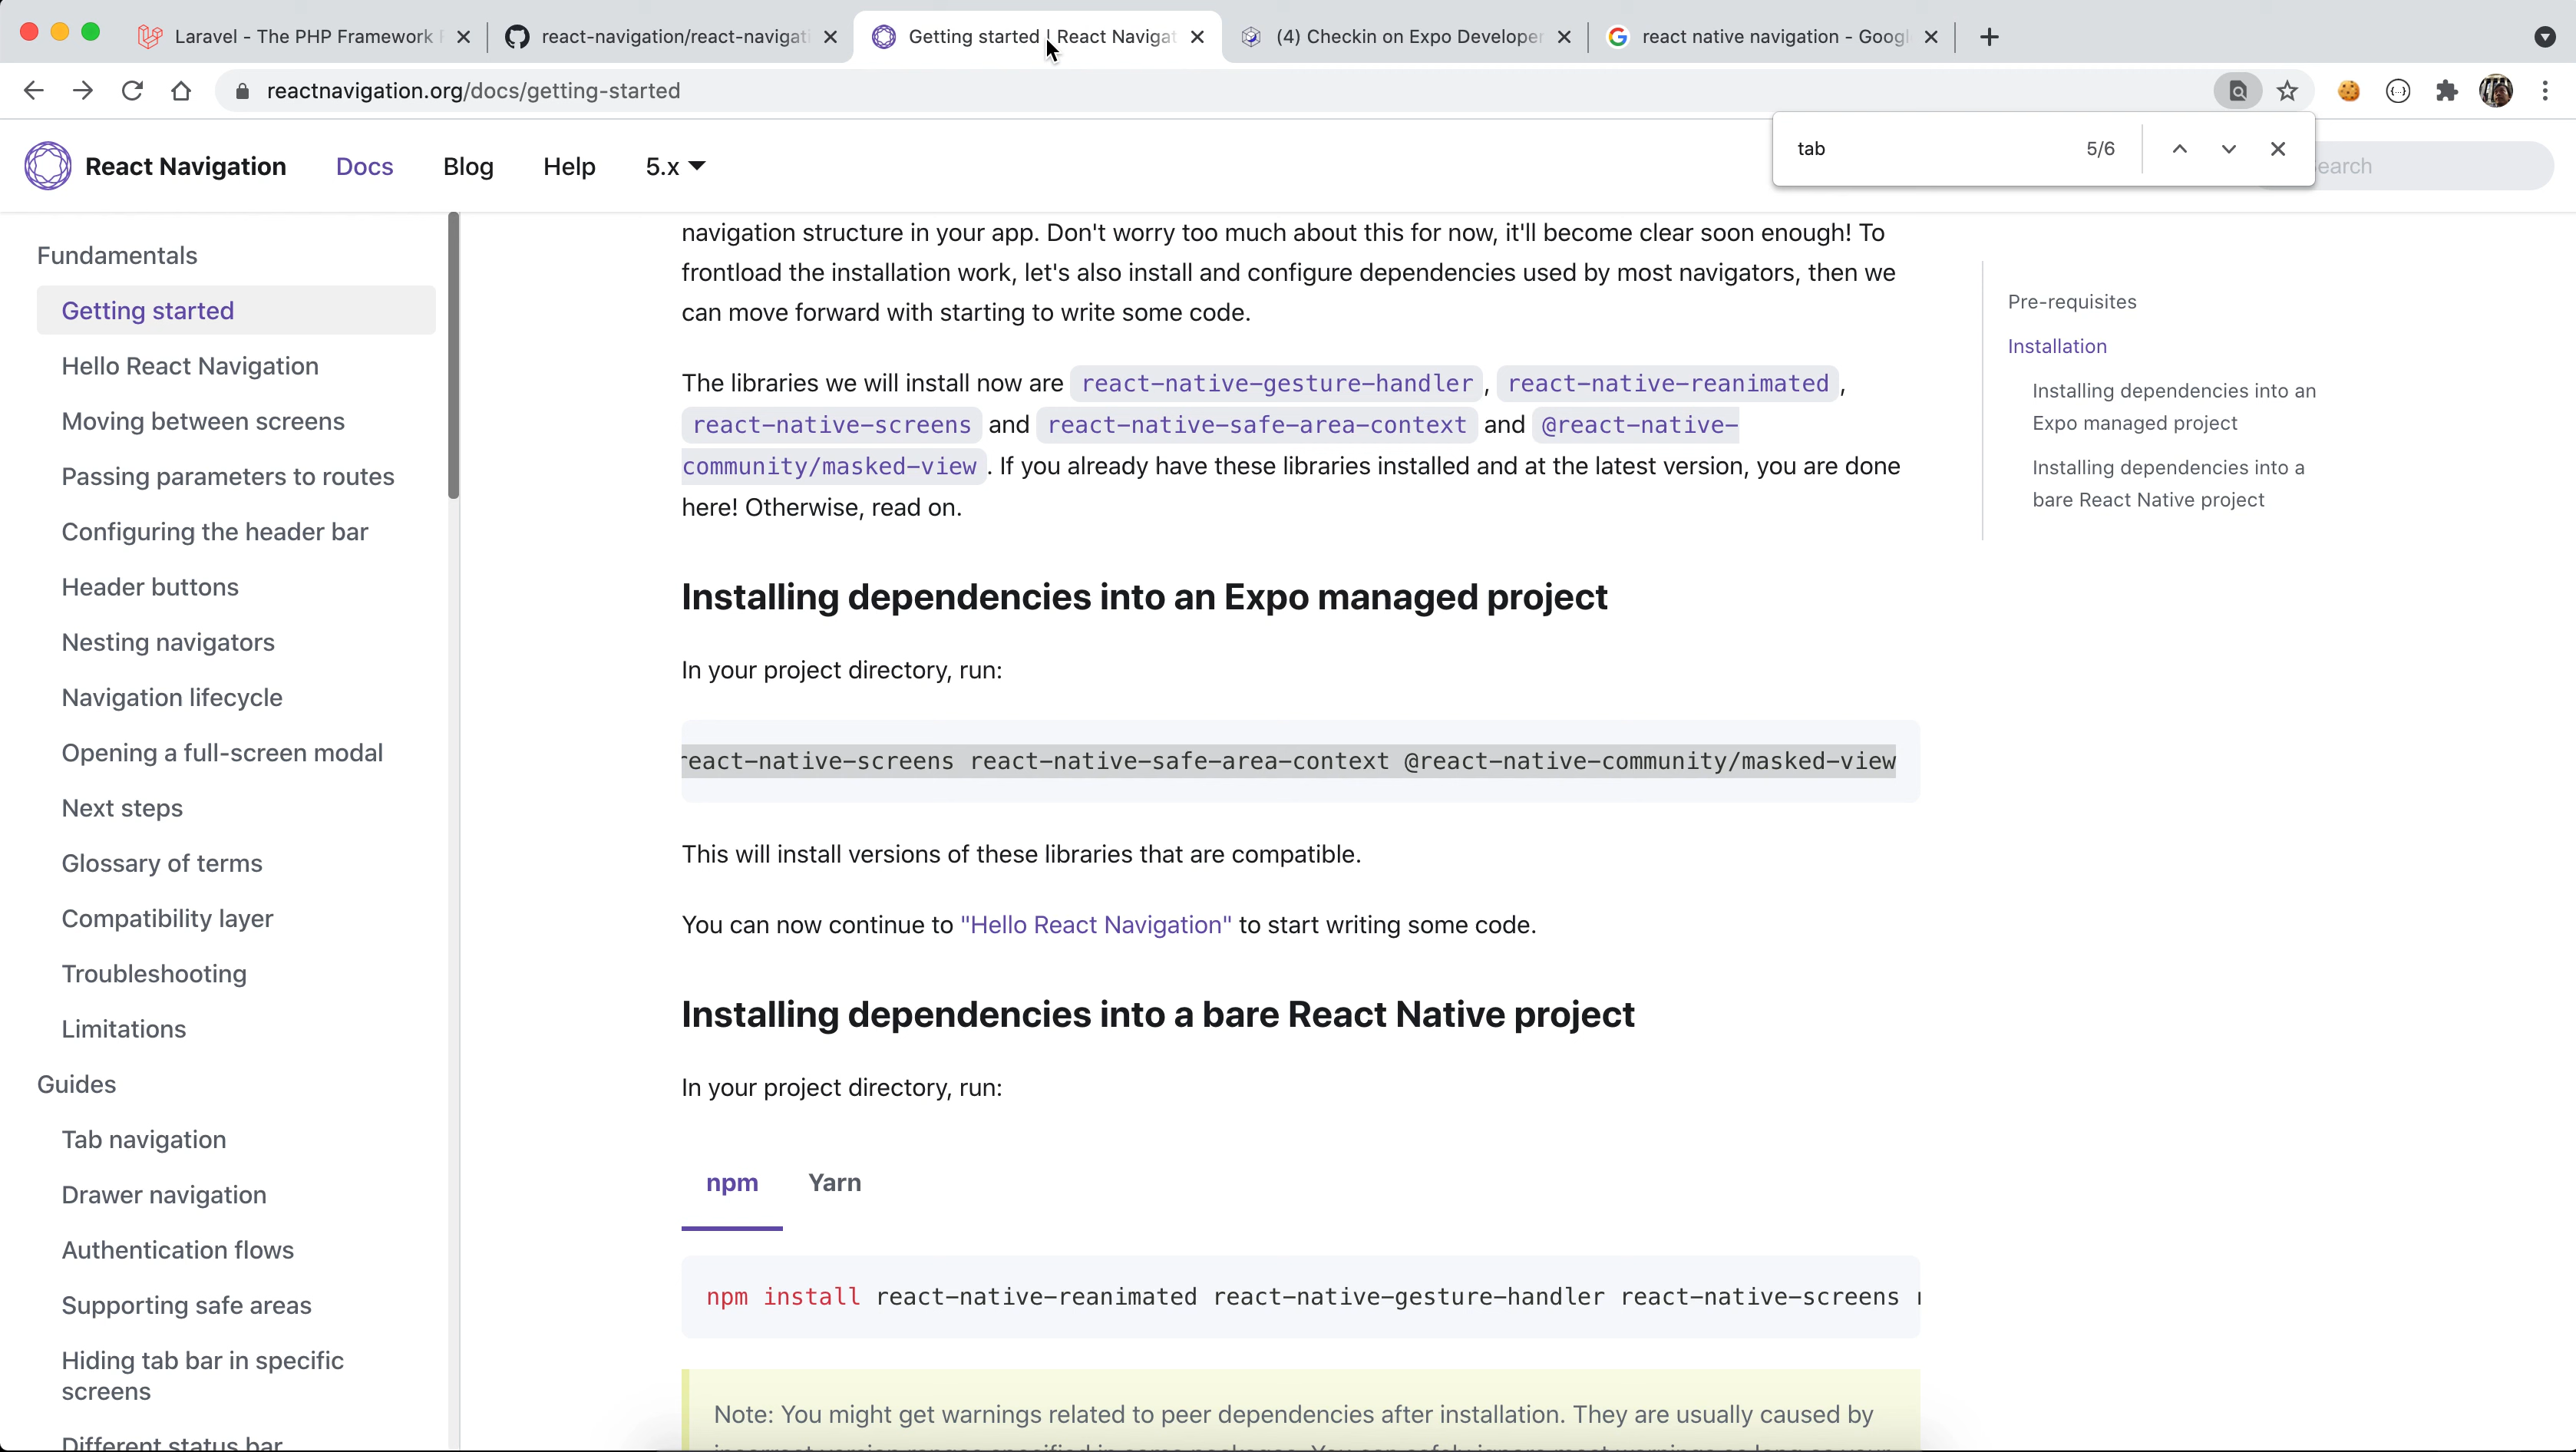 Laravel - The PHP Framework
react-navigation/react-navigati
Getting started | React Navigat
(4) Checkin on Expo Developer
react native navigation - Googl
reactnavigation.org/docs/getting-started
tab
5/6
React Navigation
Docs
Blog
Help
5.x
earch
Fundamentals
Getting started
Hello React Navigation
Moving between screens
Passing parameters to routes
Configuring the header bar
Header buttons
Nesting navigators
Navigation lifecycle
Opening a full-screen modal
Next steps
Glossary of terms
Compatibility layer
Troubleshooting
Limitations
Guides
Tab navigation
Drawer navigation
Authentication flows
Supporting safe areas
Hiding tab bar in specific
screens
Different status bar
navigation structure in your app. Don't worry too much about this for now, it'll become clear soon enough! To
frontload the installation work, let's also install and configure dependencies used by most navigators, then we
can move forward with starting to write some code.
The libraries we will install now are react-native-gesture-handler , react-native-reanimated ,
react-native-screens and react-native-safe-area-context and @react-native-
community/masked-view . If you already have these libraries installed and at the latest version, you are done
here! Otherwise, read on.
Installing dependencies into an Expo managed project
In your project directory, run:
react-native-screens react-native-safe-area-context @react-native-community/masked-view
This will install versions of these libraries that are compatible.
You can now continue to "Hello React Navigation" to start writing some code.
Installing dependencies into a bare React Native project
In your project directory, run:
npm
Yarn
npm install react-native-reanimated react-native-gesture-handler react-native-screens
Note: You might get warnings related to peer dependencies after installation. They are usually caused by
Pre-requisites
Installation
Installing dependencies into an
Expo managed project
Installing dependencies into a
bare React Native project